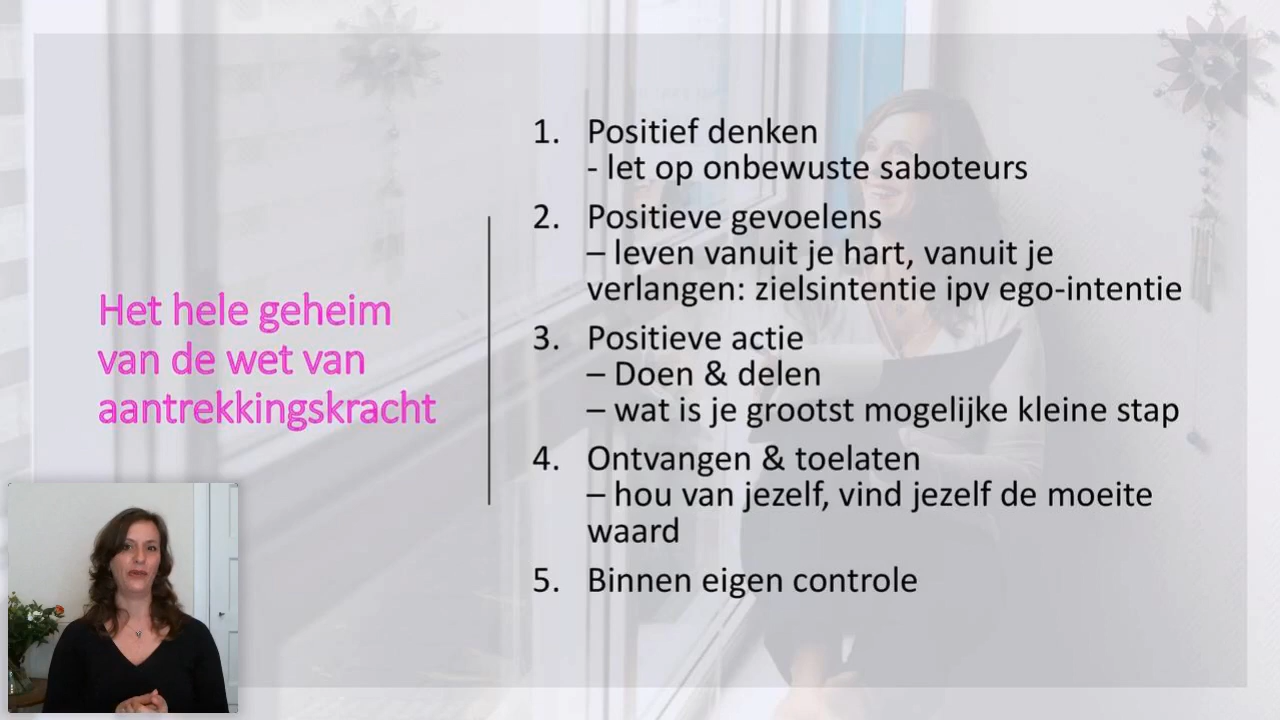 Het hele geheim
van de wet van
aantrekkingskracht
1. Positief denken
- let op onbewuste saboteurs
2. Positieve gevoelens
– leven vanuit je hart, vanuit je
verlangen: zielsintentie ipv ego-intentie
3. Positieve actie
– Doen & delen
– wat is je grootst mogelijke kleine stap
4. Ontvangen & toelaten
– hou van jezelf, vind jezelf de moeite
waard
5. Binnen eigen controle